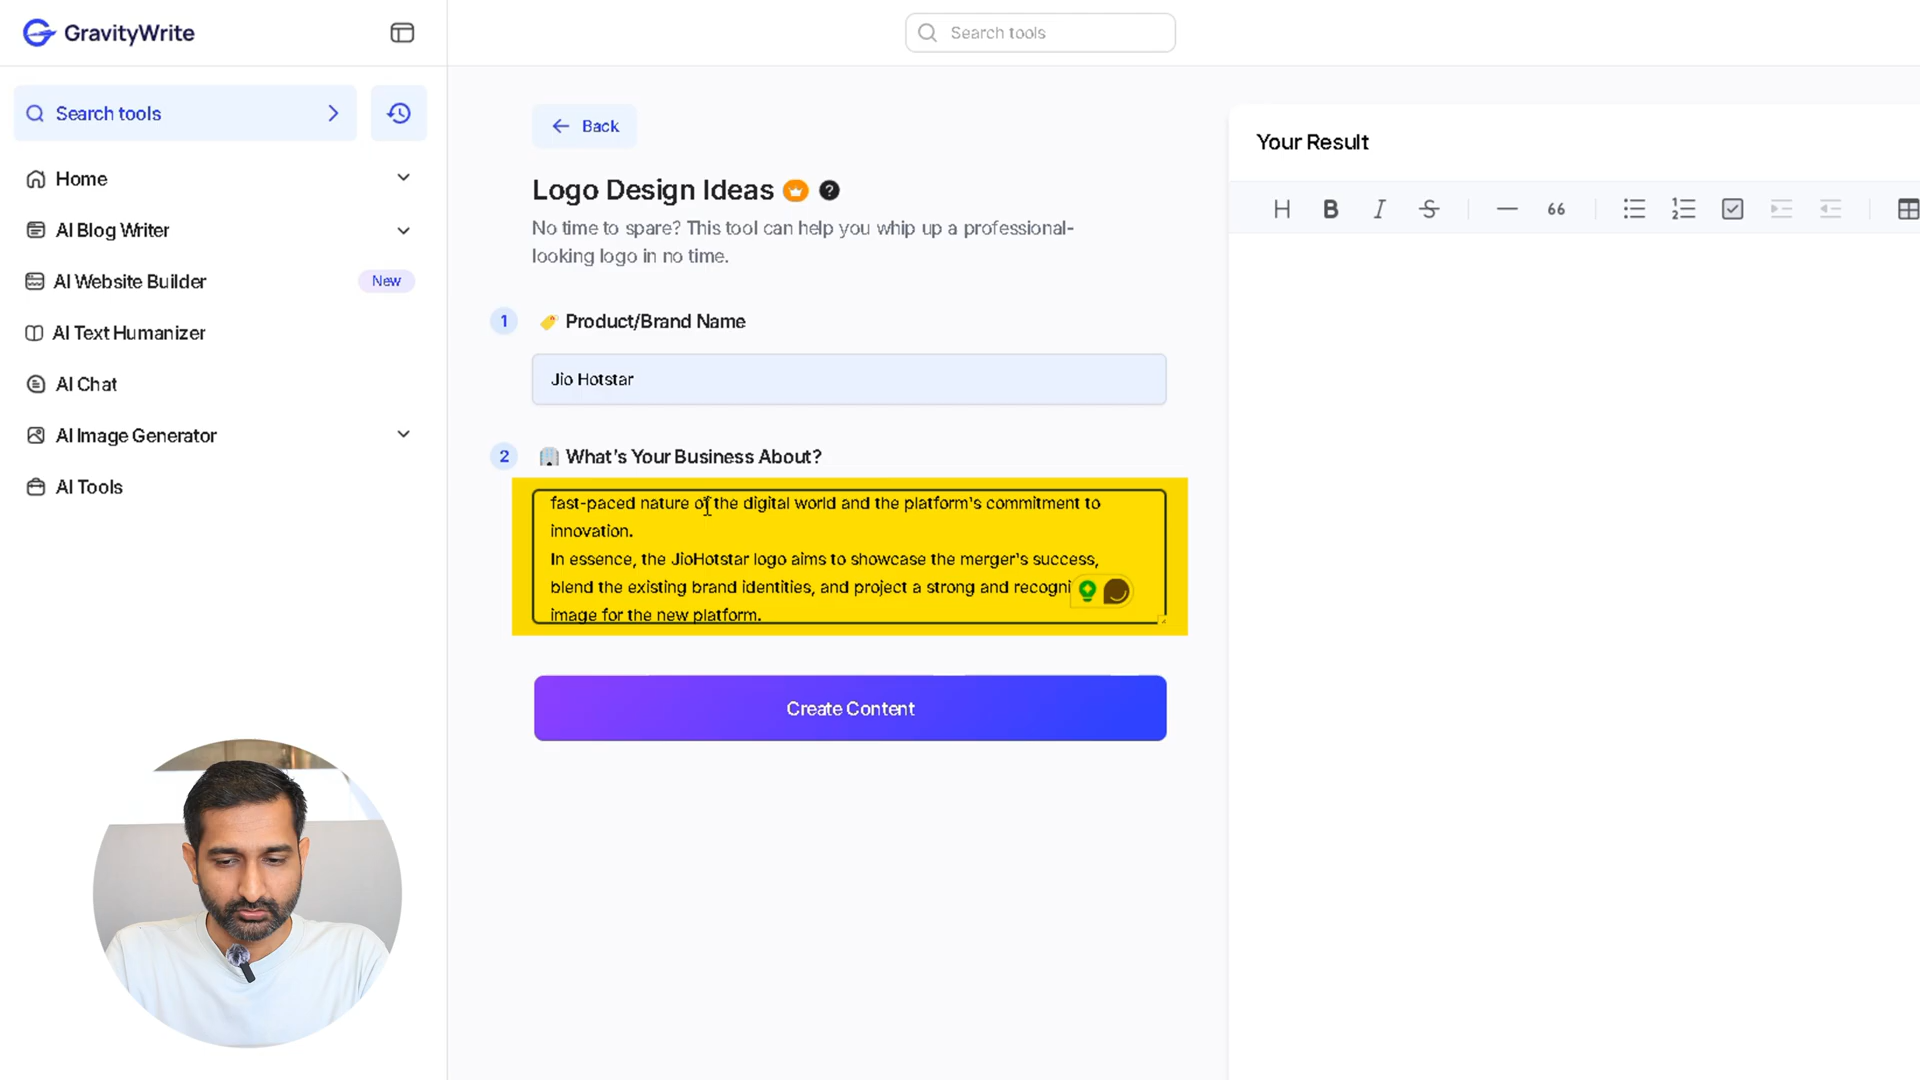 GravityWrite
Search tools
Search tools
Home
AI Blog Writer
AI Website Builder
New
AI Text Humanizer
AI Chat
AI Image Generator
AI Tools
Back
Logo Design Ideas
No time to spare? This tool can help you whip up a professional-
looking logo in no time.
1
Product/Brand Name
Jio Hotstar
2
What's Your Business About?
fast-paced nature of the digital world and the platform's commitment to
innovation.
In essence, the JioHotstar logo aims to showcase the merger's success,
blend the existing brand identities, and project a strong and recogni
image for the new platform.
Create Content
Your Result
H B I S 66